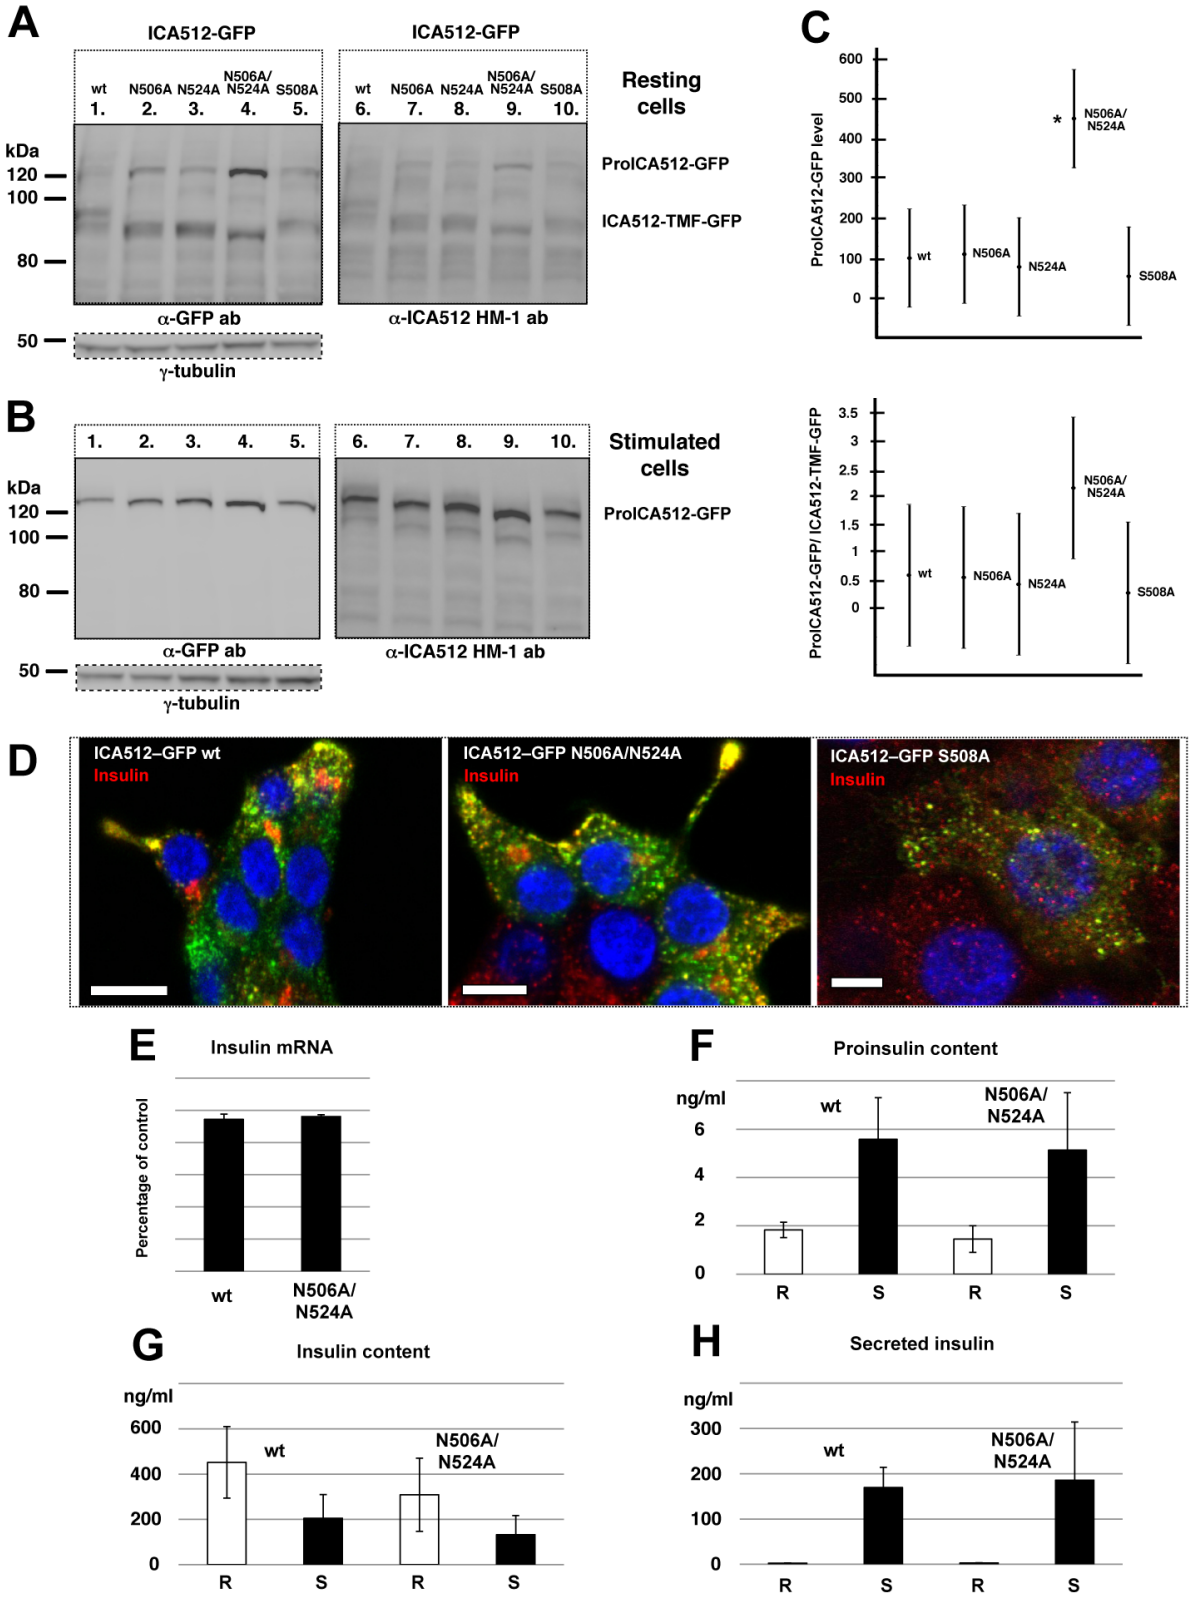 A
ICA512-GFP
ICA512-GFP
wt N506A N524A N506A/ N524A S508A
1. 2. 3. 4. 5.
wt N506A N524A N506A/ N524A S508A
6. 7. 8. 9. 10.
Resting
cells
kDa
120
100
80
50
ProICA512-GFP
ICA512-TMF-GFP
α-GFP ab
α-ICA512 HM-1 ab
γ-tubulin
B
1. 2. 3. 4. 5.
6. 7. 8. 9. 10.
Stimulated
cells
kDa
120
100
80
50
ProICA512-GFP
α-GFP ab
α-ICA512 HM-1 ab
γ-tubulin
C
ProICA512-GFP level
600
500
400
300
200
100
0
wt
N506A
N524A
*
N506A/
N524A
S508A
ProICA512-GFP/ ICA512-TMF-GFP
3.5
3
2.5
2
1.5
1
0.5
0
wt
N506A
N524A
N506A/
N524A
S508A
D
ICA512–GFP wt
Insulin
ICA512–GFP N506A/N524A
Insulin
ICA512–GFP S508A
Insulin
E
Insulin mRNA
Percentage of control
wt
N506A/
N524A
F
Proinsulin content
ng/ml
6
4
2
0
wt
N506A/
N524A
R S R S
G
Insulin content
ng/ml
600
400
200
0
wt
N506A/
N524A
R S R S
H
Secreted insulin
ng/ml
300
200
100
0
wt
N506A/
N524A
R S R S